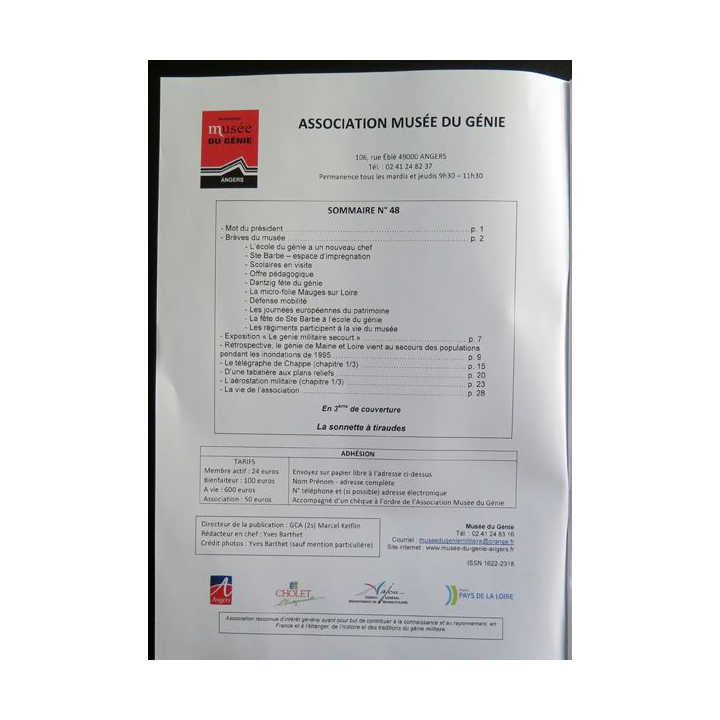 Association
musée
DU GÉNIE
ANGERS
ASSOCIATION MUSÉE DU GÉNIE
106, rue Éblé 49000 ANGERS
Tél. : 02 41 24 82 37
Permanence tous les mardis et jeudis 9h30 – 11h30
SOMMAIRE N° 48
- Mot du président ... p. 1
- Brèves du musée ... p. 2
- L'école du génie a un nouveau chef
- Ste Barbe – espace d'imprégnation
- Scolaires en visite
- Offre pédagogique
- Dantzig fête du génie
- La micro-folie Mauges sur Loire
- Défense mobilité
- Les journées européennes du patrimoine
- La fête de Ste Barbe à l'école du génie
- Les régiments participent à la vie du musée
- Exposition « Le génie militaire secourt » ... p. 7
- Rétrospective, le génie de Maine et Loire vient au secours des populations
pendant les inondations de 1995 ... p. 9
- Le télégraphe de Chappe (chapitre 1/3) ... p. 15
- D'une tabatière aux plans reliefs ... p. 20
- L'aérostation militaire (chapitre 1/3) ... p. 23
- La vie de l'association ... p. 28
En 3ème de couverture
La sonnette à tiraudes
ADHÉSION
TARIFS
Membre actif : 24 euros
Bienfaiteur : 100 euros
A vie : 600 euros
Association : 50 euros
Envoyez sur papier libre à l'adresse ci-dessus
Nom Prénom - adresse complète
N° téléphone et (si possible) adresse électronique
Accompagné d'un chèque à l'ordre de l'Association Musée du Génie
Directeur de la publication : GCA (2s) Marcel Keiflin
Rédacteur en chef : Yves Barthet
Crédit photos : Yves Barthet (sauf mention particulière)
Musée du Génie
Tél. : 02 41 24 83 16
Courriel : museedugeniemilitaire@orange.fr
Site internet : www.musee-du-genie-angers.fr
ISSN 1622-2318
Angers
CHOLET
Anjou
CONSEIL GÉNÉRAL
DÉPARTEMENT DE MAINE-ET-LOIRE
PAYS DE LA LOIRE
Association reconnue d'intérêt général ayant pour but de contribuer à la connaissance et au rayonnement, en
France et à l'étranger, de l'histoire et des traditions du génie militaire